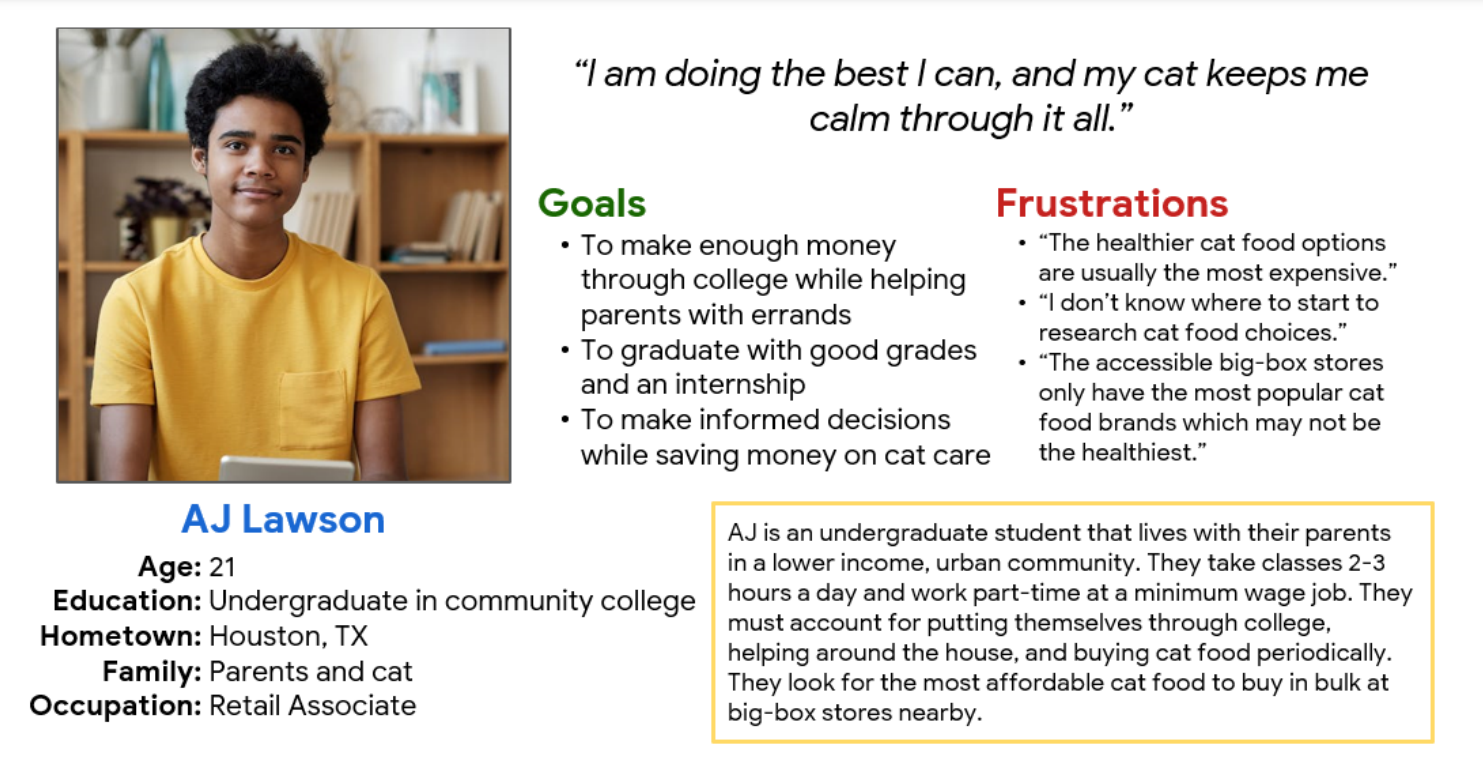 “I am doing the best I can, and my cat keeps me
calm through it all.”
Goals
• To make enough money
through college while helping
parents with errands
• To graduate with good grades
and an internship
• To make informed decisions
while saving money on cat care
Frustrations
• “The healthier cat food options
are usually the most expensive.”
• “I don’t know where to start to
research cat food choices.”
• “The accessible big-box stores
only have the most popular cat
food brands which may not be
the healthiest.”
AJ Lawson
Age: 21
Education: Undergraduate in community college
Hometown: Houston, TX
Family: Parents and cat
Occupation: Retail Associate
AJ is an undergraduate student that lives with their parents
in a lower income, urban community. They take classes 2-3
hours a day and work part-time at a minimum wage job. They
must account for putting themselves through college,
helping around the house, and buying cat food periodically.
They look for the most affordable cat food to buy in bulk at
big-box stores nearby.